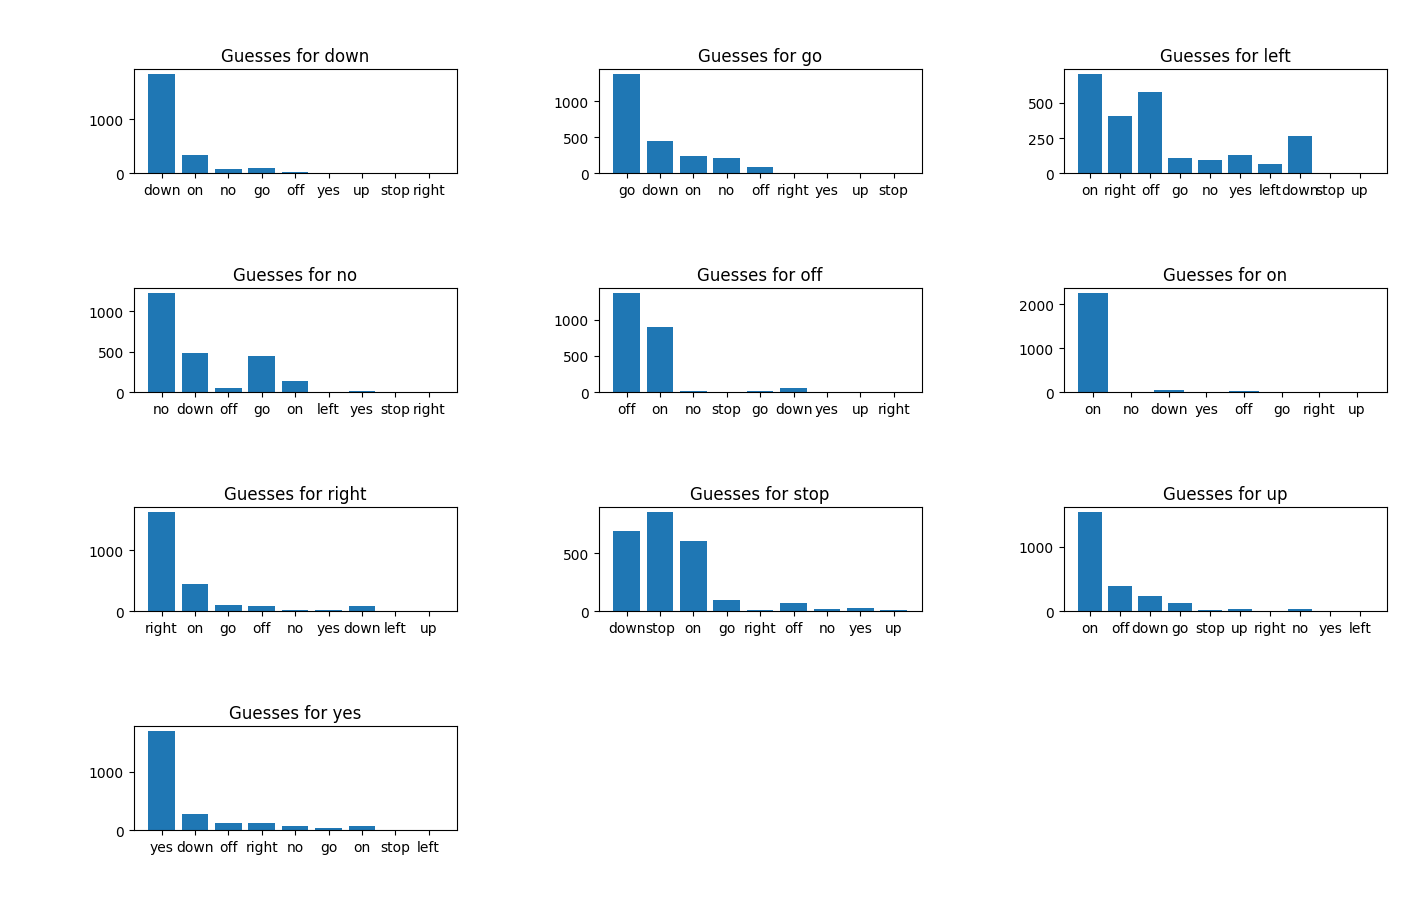 Guesses for down
1000
0
down on no go off yes up stop right
Guesses for go
1000
500
0
go down on no off right yes up stop
Guesses for left
500
250
0
on right off go no yes left down stop up
Guesses for no
1000
500
0
no down off go on left yes stop right
Guesses for off
1000
500
0
off on no stop go down yes up right
Guesses for on
2000
1000
0
on no down yes off go right up
Guesses for right
1000
0
right on go off no yes down left up
Guesses for stop
500
0
down stop on go right off no yes up
Guesses for up
1000
0
on off down go stop up right no yes left
Guesses for yes
1000
0
yes down off right no go on stop left